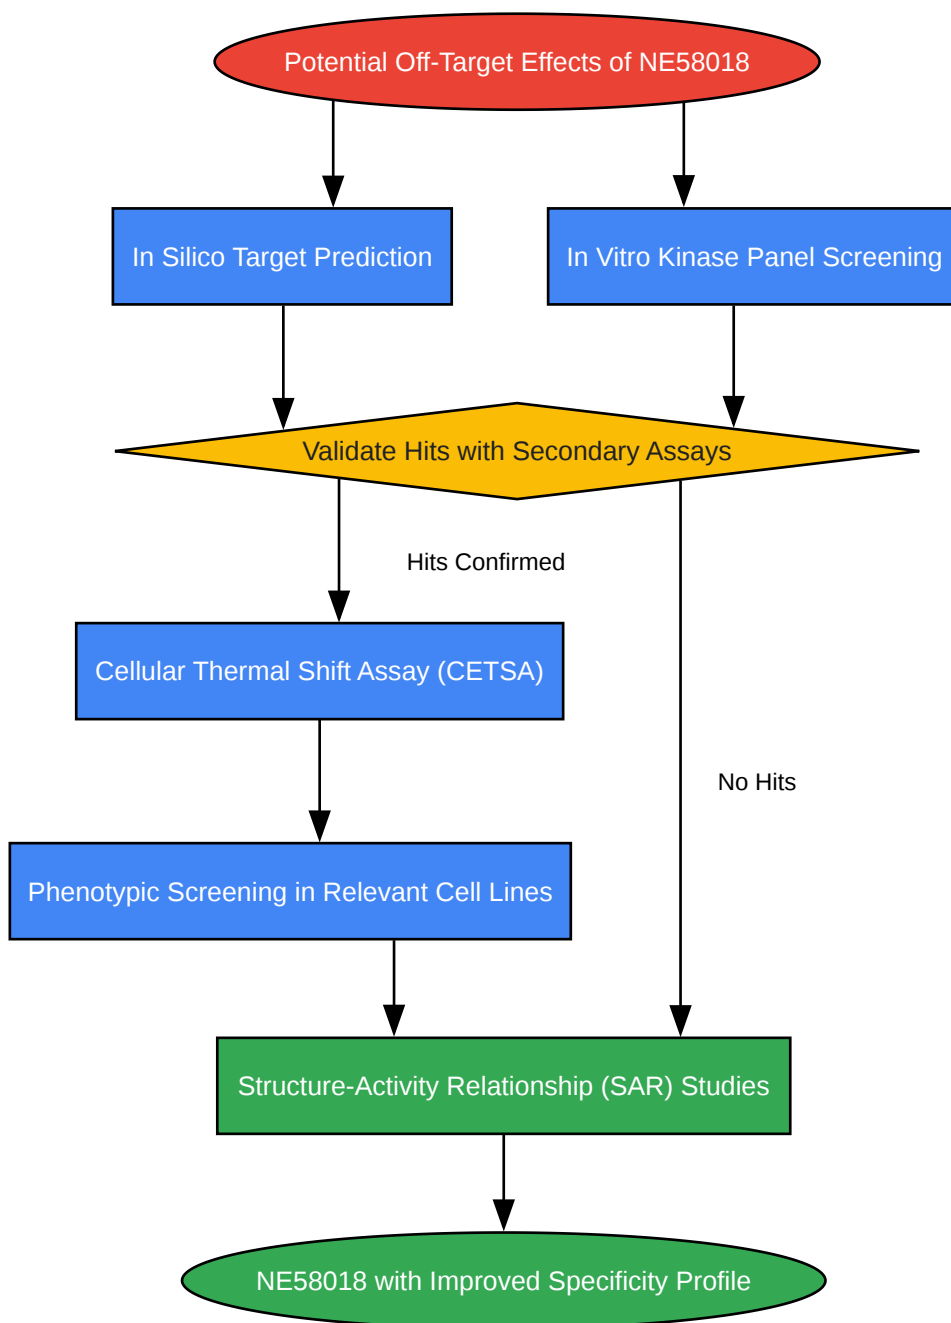 Potential Off-Target Effects of NE58018
In Silico Target Prediction
In Vitro Kinase Panel Screening
Validate Hits with Secondary Assays
Hits Confirmed
Cellular Thermal Shift Assay (CETSA)
No Hits
Phenotypic Screening in Relevant Cell Lines
Structure-Activity Relationship (SAR) Studies
NE58018 with Improved Specificity Profile